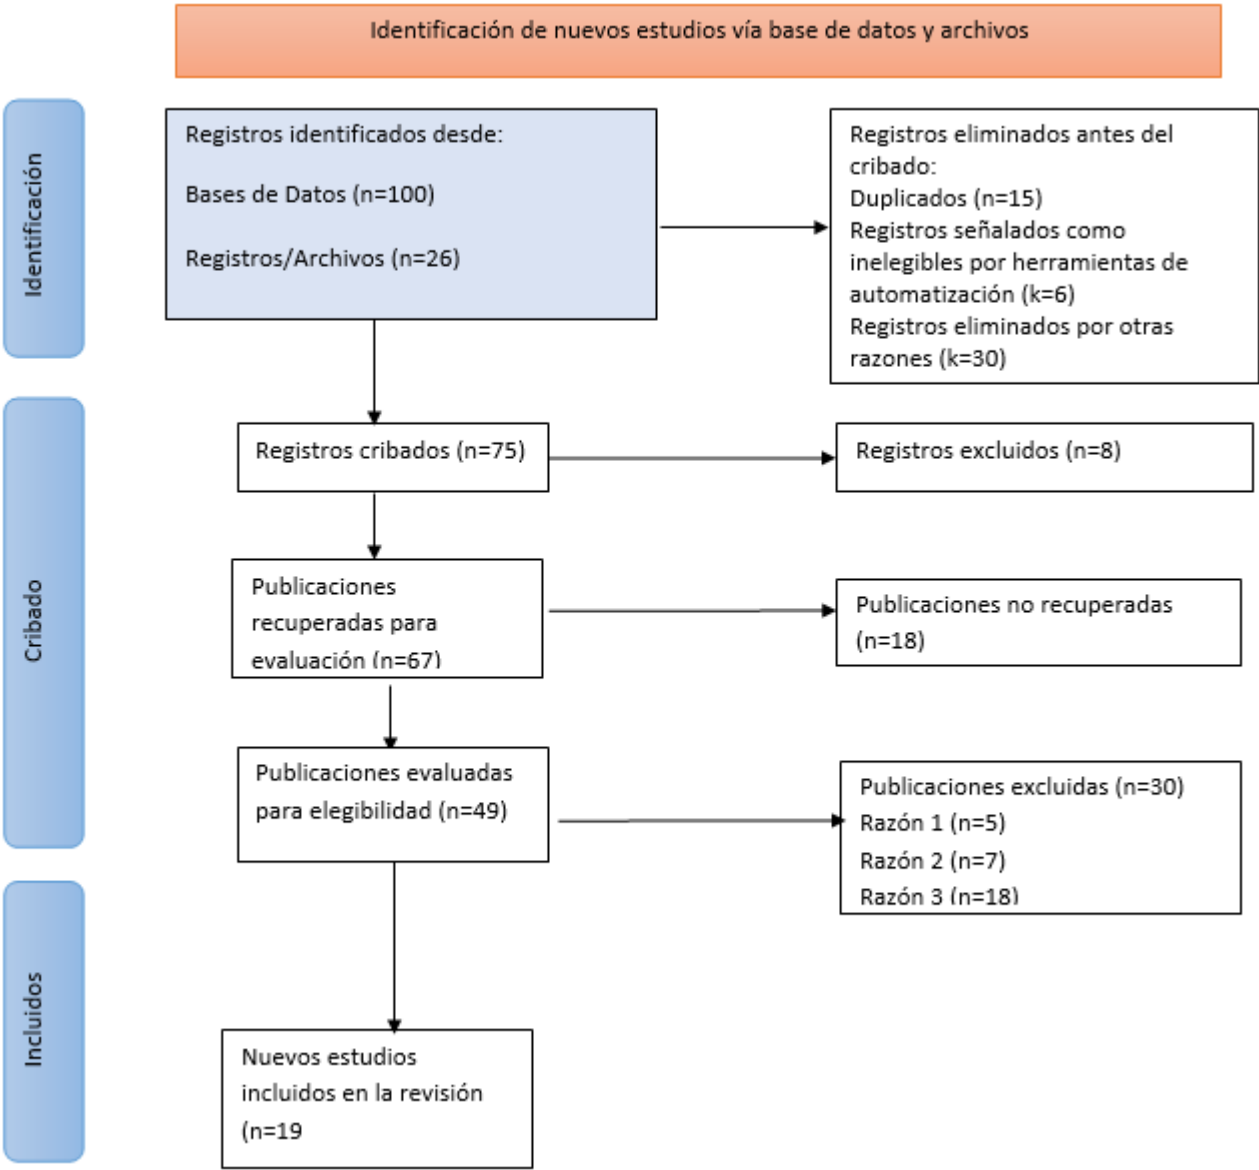 Identificación de nuevos estudios vía base de datos y archivos
Identificación
Registros identificados desde:
Bases de Datos (n=100)
Registros/Archivos (n=26)
Registros eliminados antes del
cribado:
Duplicados (n=15)
Registros señalados como
inelegibles por herramientas de
automatización (k=6)
Registros eliminados por otras
razones (k=30)
Cribado
Registros cribados (n=75)
Registros excluidos (n=8)
Publicaciones
recuperadas para
evaluación (n=67)
Publicaciones no recuperadas
(n=18)
Publicaciones evaluadas
para elegibilidad (n=49)
Publicaciones excluidas (n=30)
Razón 1 (n=5)
Razón 2 (n=7)
Razón 3 (n=18)
Incluidos
Nuevos estudios
incluidos en la revisión
(n=19